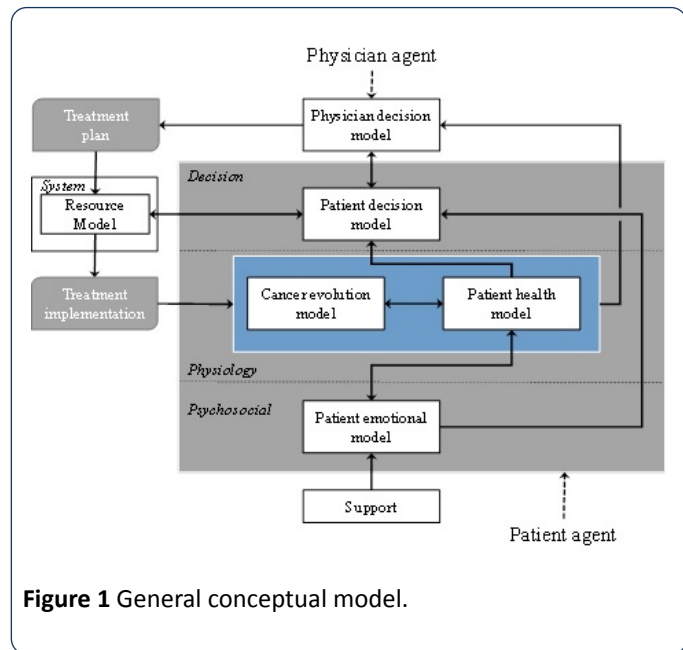 Physician agent
Treatment
plan
Physician decision
model
System
Decision
Resource
Model
Patient decision
model
Treatment
implementation
Cancer evolution
model
Patient health
model
Physiology
Psychosocial
Patient emotional
model
Support
Patient agent
Figure 1 General conceptual model.